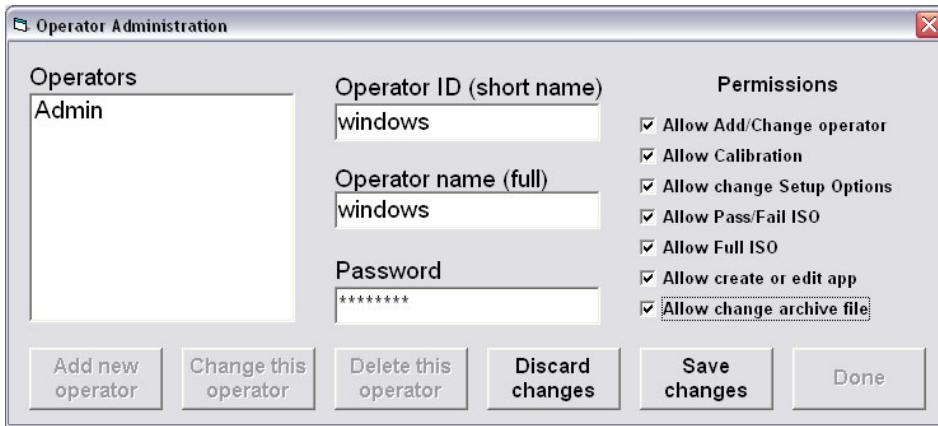 Operator Administration
Operators
Admin
Operator ID (short name)
windows
Operator name (full)
windows
Password
********
Permissions
Allow Add/Change operator
Allow Calibration
Allow change Setup Options
Allow Pass/Fail ISO
Allow Full ISO
Allow create or edit app
Allow change archive file
Add new
operator
Change this
operator
Delete this
operator
Discard
changes
Save
changes
Done